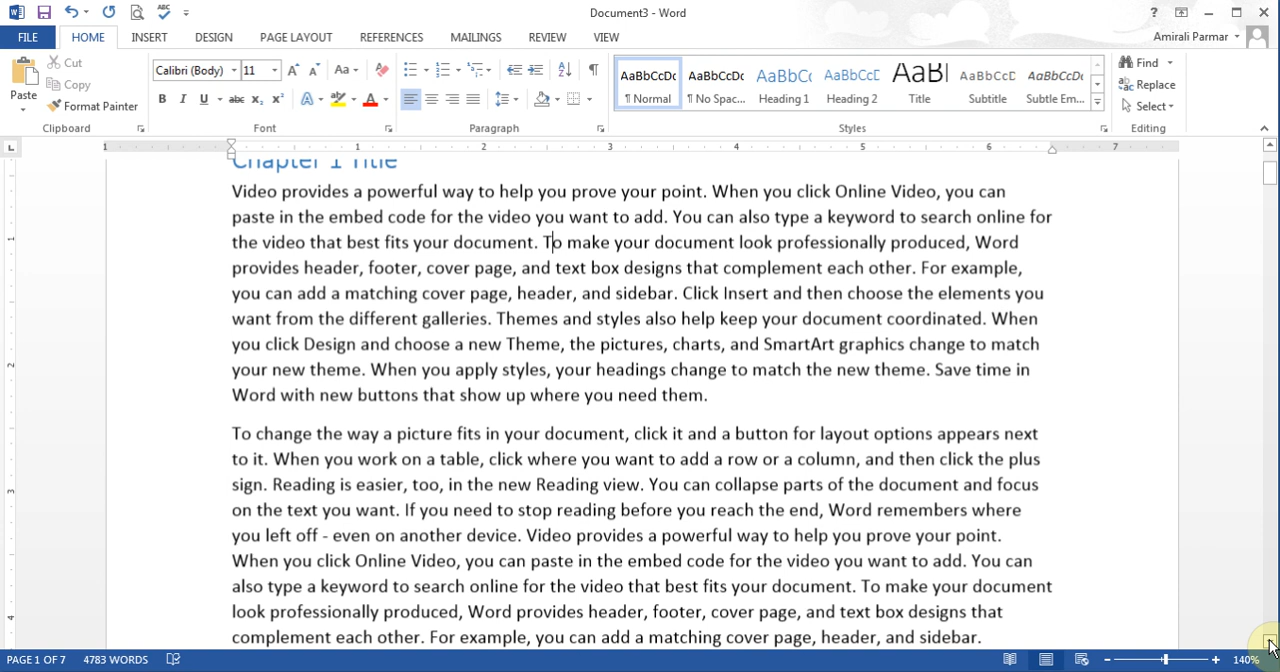 Document3 - Word
FILE HOME INSERT DESIGN PAGE LAYOUT REFERENCES MAILINGS REVIEW VIEW Amirali Parmar
Paste
Cut
Copy
Format Painter
Clipboard
Calibri (Body) 11
Font
Paragraph
AaBbCcDc AaBbCcDc AaBbCc AaBbCcD AaBI AaBbCcD AaBbCcDc
¶ Normal ¶ No Spac... Heading 1 Heading 2 Title Subtitle Subtle Em...
Styles
Find
Replace
Select
Editing
1 1 2 3 4 5 6 7
Chapter 1 Title
Video provides a powerful way to help you prove your point. When you click Online Video, you can
paste in the embed code for the video you want to add. You can also type a keyword to search online for
the video that best fits your document. To make your document look professionally produced, Word
provides header, footer, cover page, and text box designs that complement each other. For example,
you can add a matching cover page, header, and sidebar. Click Insert and then choose the elements you
want from the different galleries. Themes and styles also help keep your document coordinated. When
you click Design and choose a new Theme, the pictures, charts, and SmartArt graphics change to match
your new theme. When you apply styles, your headings change to match the new theme. Save time in
Word with new buttons that show up where you need them.
To change the way a picture fits in your document, click it and a button for layout options appears next
to it. When you work on a table, click where you want to add a row or a column, and then click the plus
sign. Reading is easier, too, in the new Reading view. You can collapse parts of the document and focus
on the text you want. If you need to stop reading before you reach the end, Word remembers where
you left off - even on another device. Video provides a powerful way to help you prove your point.
When you click Online Video, you can paste in the embed code for the video you want to add. You can
also type a keyword to search online for the video that best fits your document. To make your document
look professionally produced, Word provides header, footer, cover page, and text box designs that
complement each other. For example, you can add a matching cover page, header, and sidebar.
PAGE 1 OF 7 4783 WORDS 140%